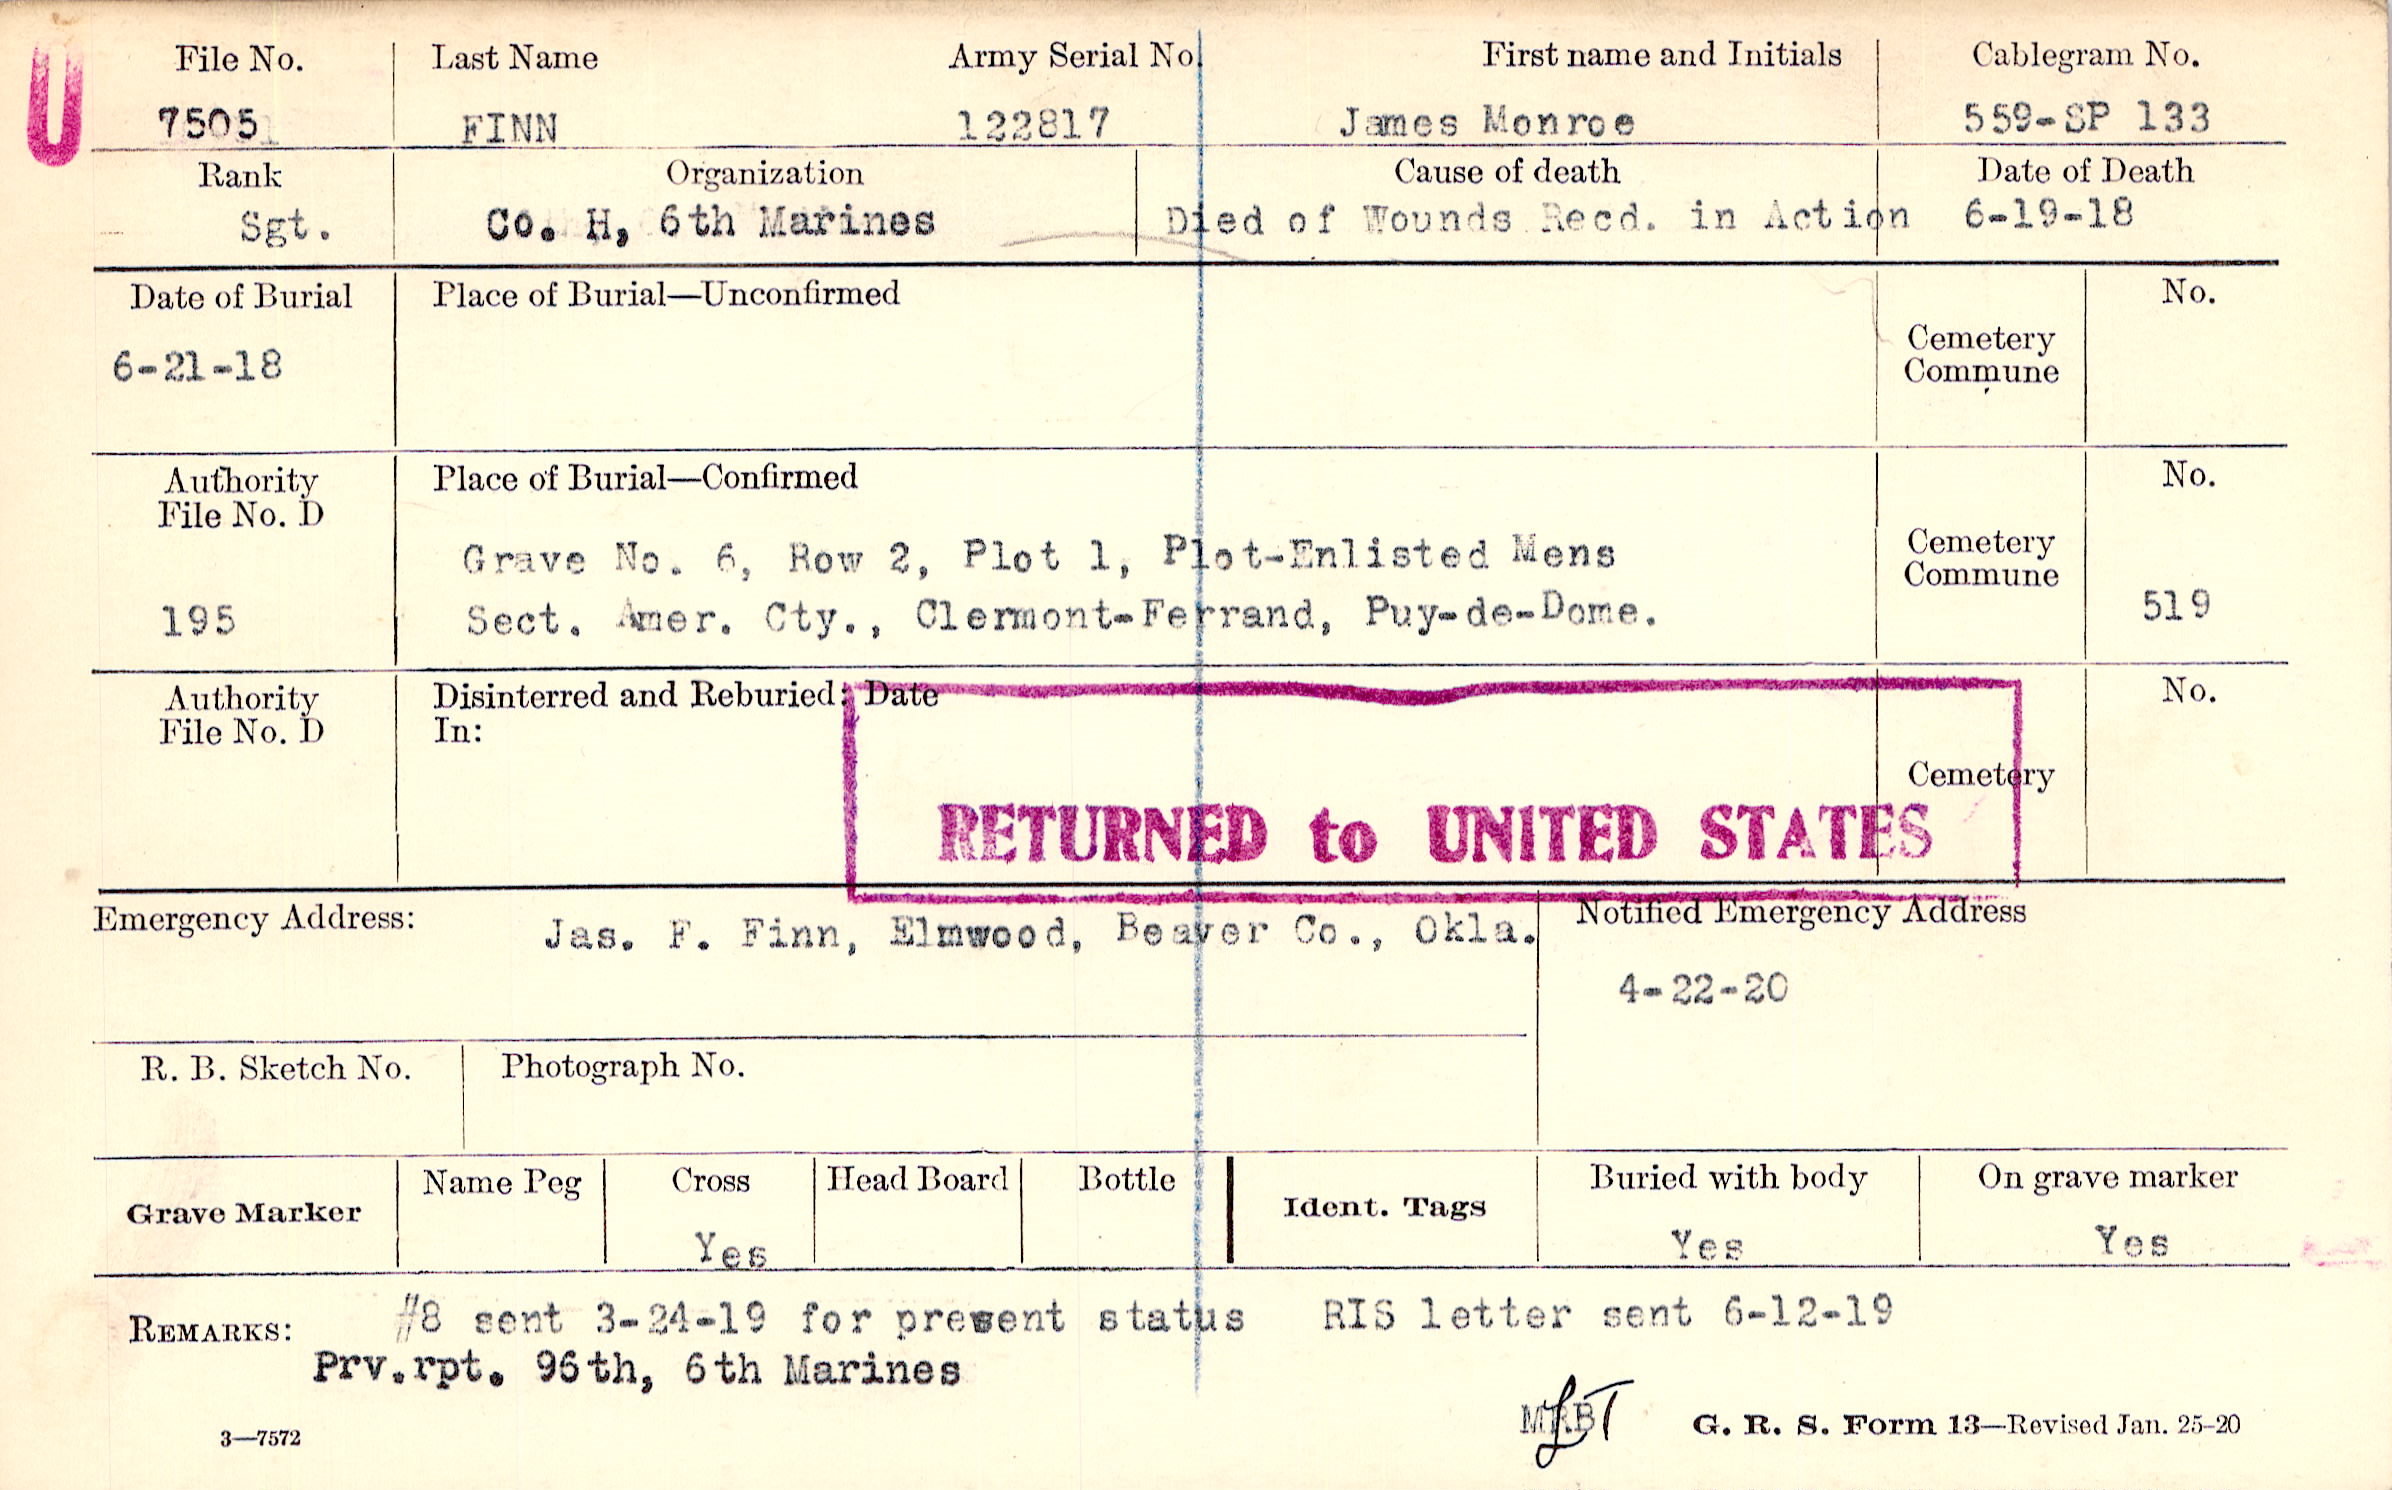 U
File No. Last Name Army Serial No. First name and Initials Cablegram No.
7505 FINN 122817 James Monroe 559-SP 133
Rank Organization Cause of death Date of Death
Sgt. Co. H, 6th Marines Died of Wounds Recd. in Action 6-19-18
Date of Burial Place of Burial—Unconfirmed No.
Cemetery
Commune
6-21-18
Authority Place of Burial—Confirmed No.
File No. D
Grave No. 6, Row 2, Plot 1, Plot-Enlisted Mens Cemetery
Commune
195 Sect. Amer. Cty., Clermont-Ferrand, Puy-de-Dome. 519
Authority Disinterred and Reburied: Date No.
File No. D In:
Cemetery
RETURNED to UNITED STATES
Emergency Address: Jas. F. Finn, Elmwood, Beaver Co., Okla. Notified Emergency Address
4-22-20
R. B. Sketch No. Photograph No.
Grave Marker Name Peg Cross Head Board Bottle Ident. Tags Buried with body On grave marker
Yes Yes Yes
REMARKS: #8 sent 3-24-19 for present status RIS letter sent 6-12-19
Prv.rpt. 96th, 6th Marines
3—7572 G. R. S. Form 13—Revised Jan. 25-20